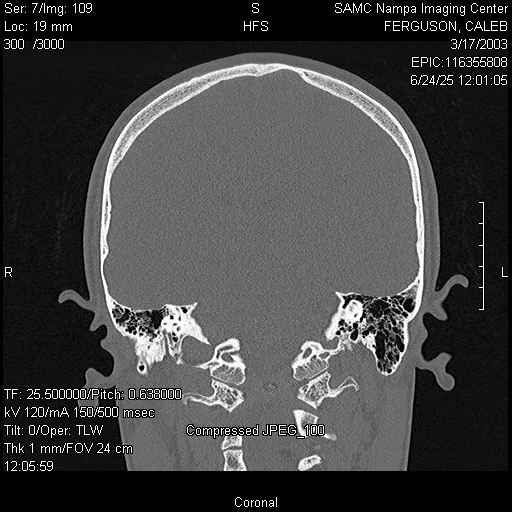 Ser: 7/Img: 109
Loc: 19 mm
300 /3000
S
HFS
SAMC Nampa Imaging Center
FERGUSON, CALEB
3/17/2003
EPIC:116355808
6/24/25 12:01:05
R
L
TF: 25.500000/Pitch: 0.638000
kV 120/mA 150/500 msec
Tilt: 0/Oper: TLW
Thk 1 mm/FOV 24 cm
12:05:59
Compressed JPEG_100
Coronal